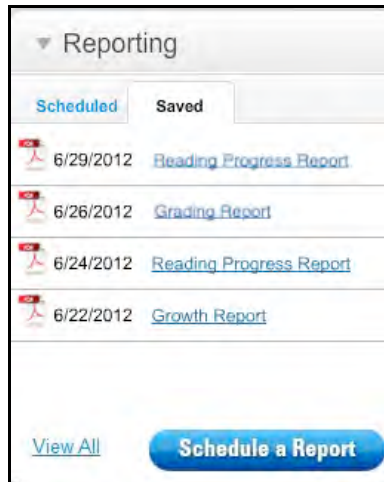 Reporting
Scheduled Saved
6/29/2012 Reading Progress Report
6/26/2012 Grading Report
6/24/2012 Reading Progress Report
6/22/2012 Growth Report
View All Schedule a Report